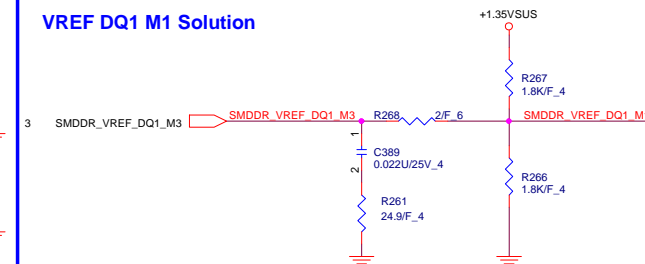 VREF DQ1 M1 Solution
+1.35VSUS
R267
1.8K/F_4
3 SMDDR_VREF_DQ1_M3 SMDDR_VREF_DQ1_M3 R268 2/F_6 SMDDR_VREF_DQ1_M
1
C389
0.022U/25V_4
2
R266
1.8K/F_4
R261
24.9/F_4